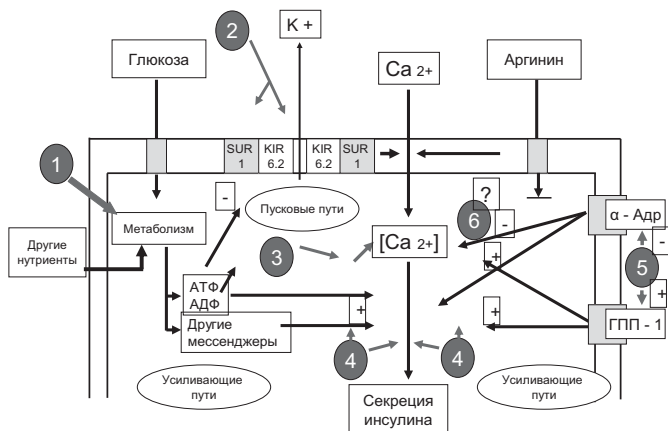 K +
2
Глюкоза
Ca 2+
Аргинин
SUR
1
KIR
6.2
KIR
6.2
SUR
1
1
-
?
Пусковые пути
6
-
α - Адр
Метаболизм
[Ca 2+]
-
Другие
нутриенты
3
+
5
АТФ
АДФ
+
+
+
Другие
мессенджеры
ГПП - 1
4
4
Усиливающие
пути
Усиливающие
пути
Секреция
инсулина